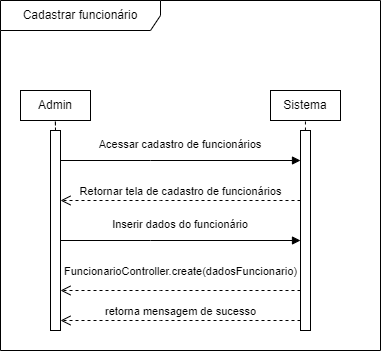 Cadastrar funcionário
Admin
Sistema
Acessar cadastro de funcionários
Retornar tela de cadastro de funcionários
Inserir dados do funcionário
FuncionarioController.create(dadosFuncionario)
retorna mensagem de sucesso